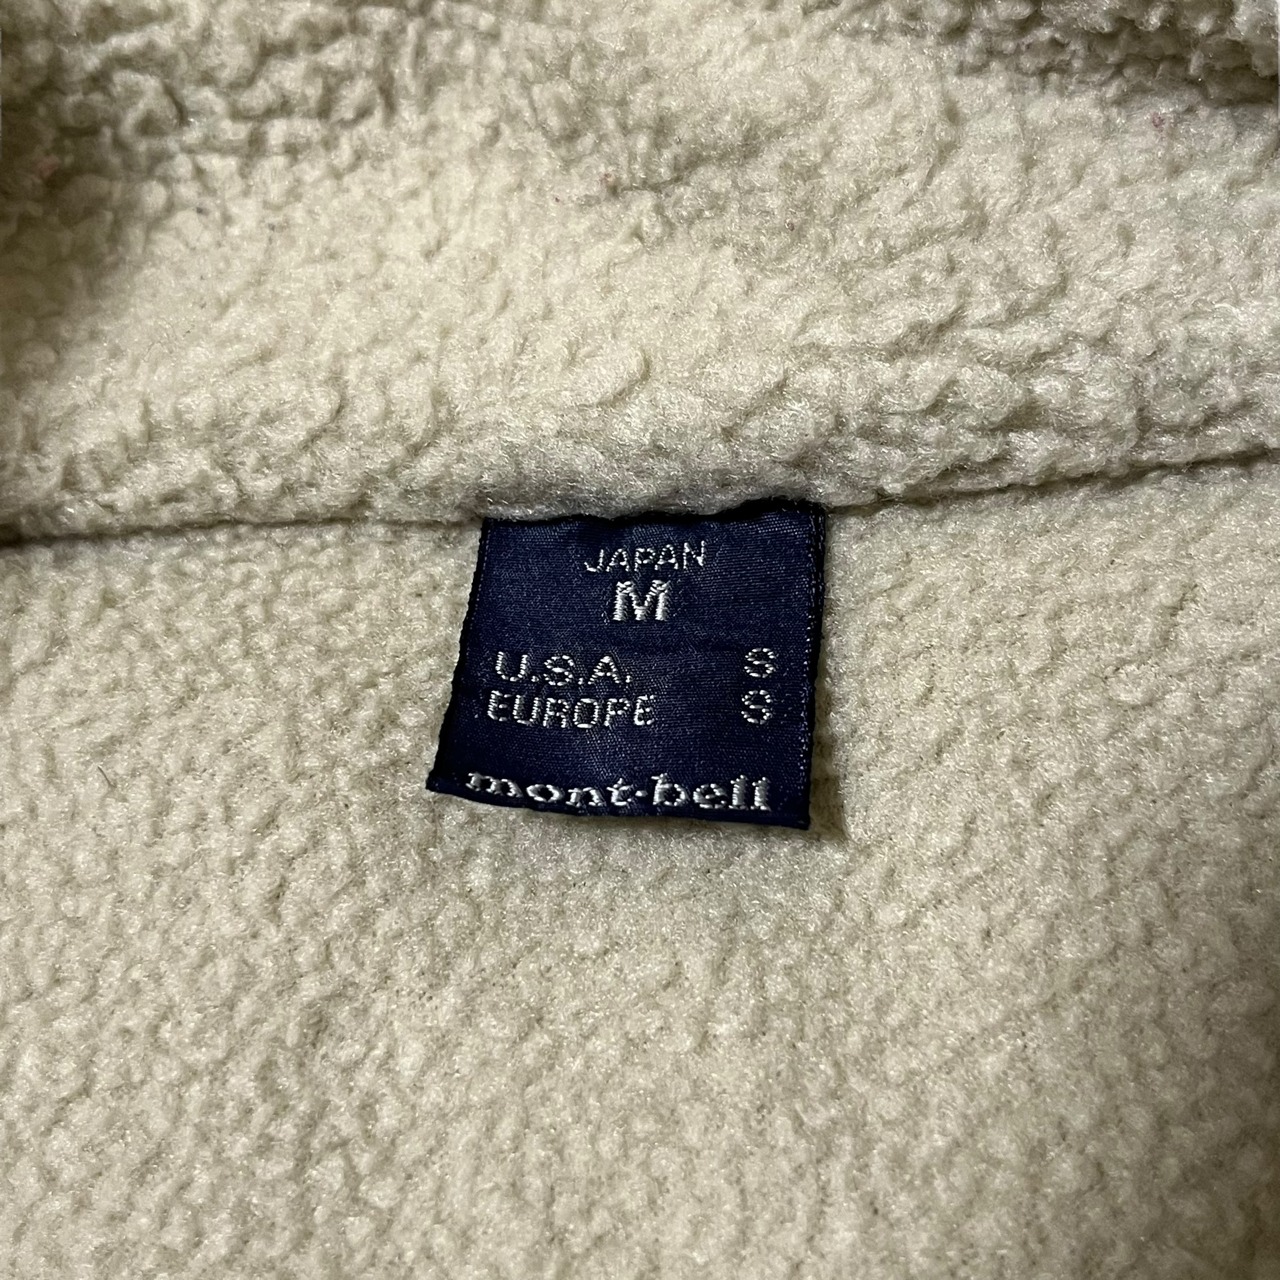 JAPAN
M
U.S.A. S
EUROPE S
mont-bell